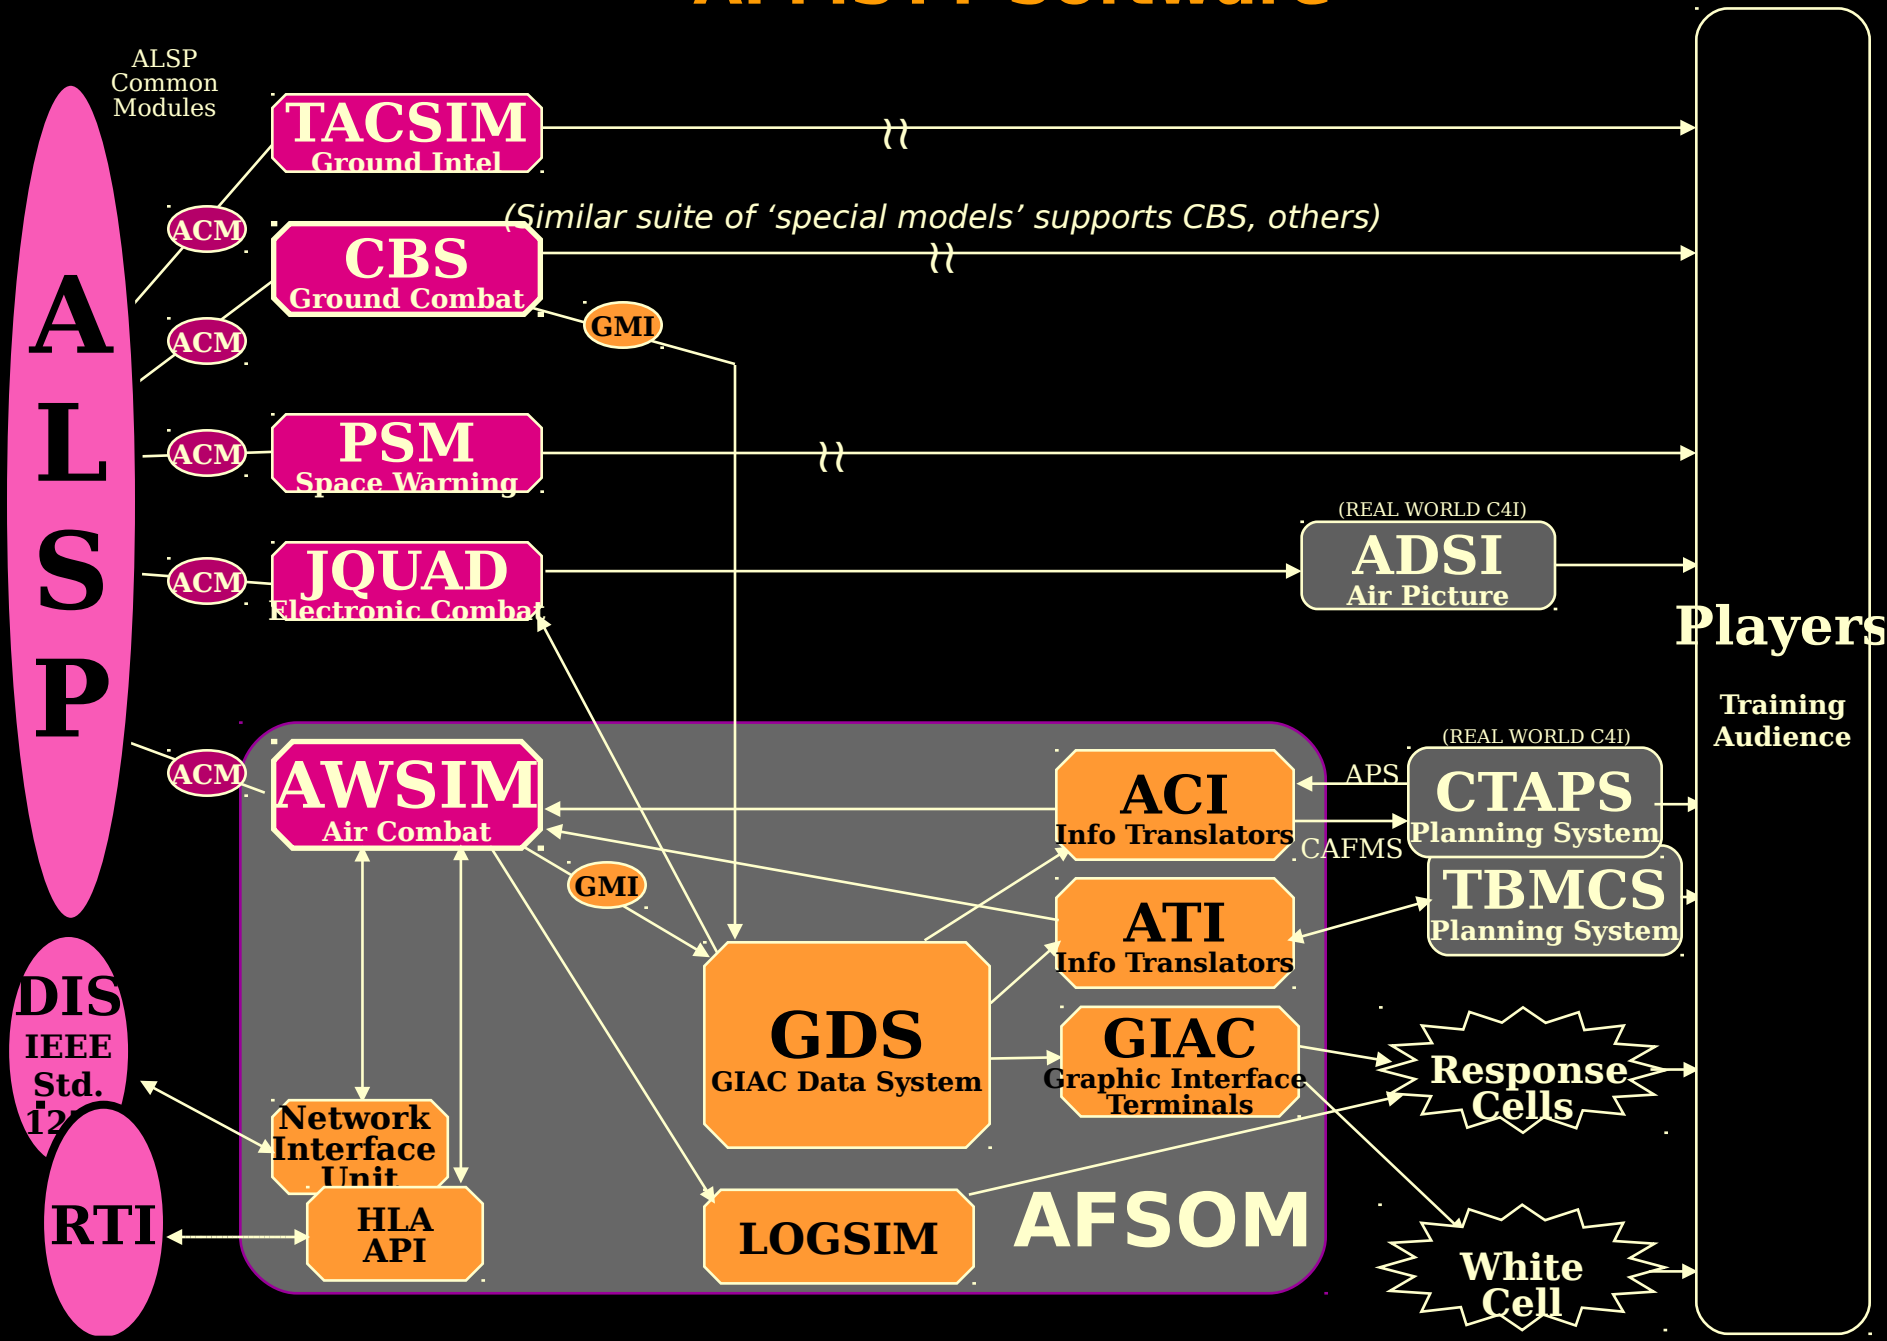 Software
ALSP
Common
Modules
TACSIM
Ground Intel
ACM
(Similar suite of ‘special models’ supports CBS, others)
CBS
Ground Combat
GMI
ACM
A
L
S
P
PSM
Space Warning
ACM
JQUAD
Electronic Combat
ACM
(REAL WORLD C4I)
ADSI
Air Picture
Players
Training
Audience
ACM
AWSIM
Air Combat
GMI
ACI
Info Translators
APS
CAFMS
(REAL WORLD C4I)
CTAPS
Planning System
TBMCS
Planning System
ATI
Info Translators
GDS
GIAC Data System
GIAC
Graphic Interface
Terminals
Response
Cells
DIS
IEEE
Std.
Network
Interface
Unit
HLA
API
RTI
LOGSIM
AFSOM
White
Cell